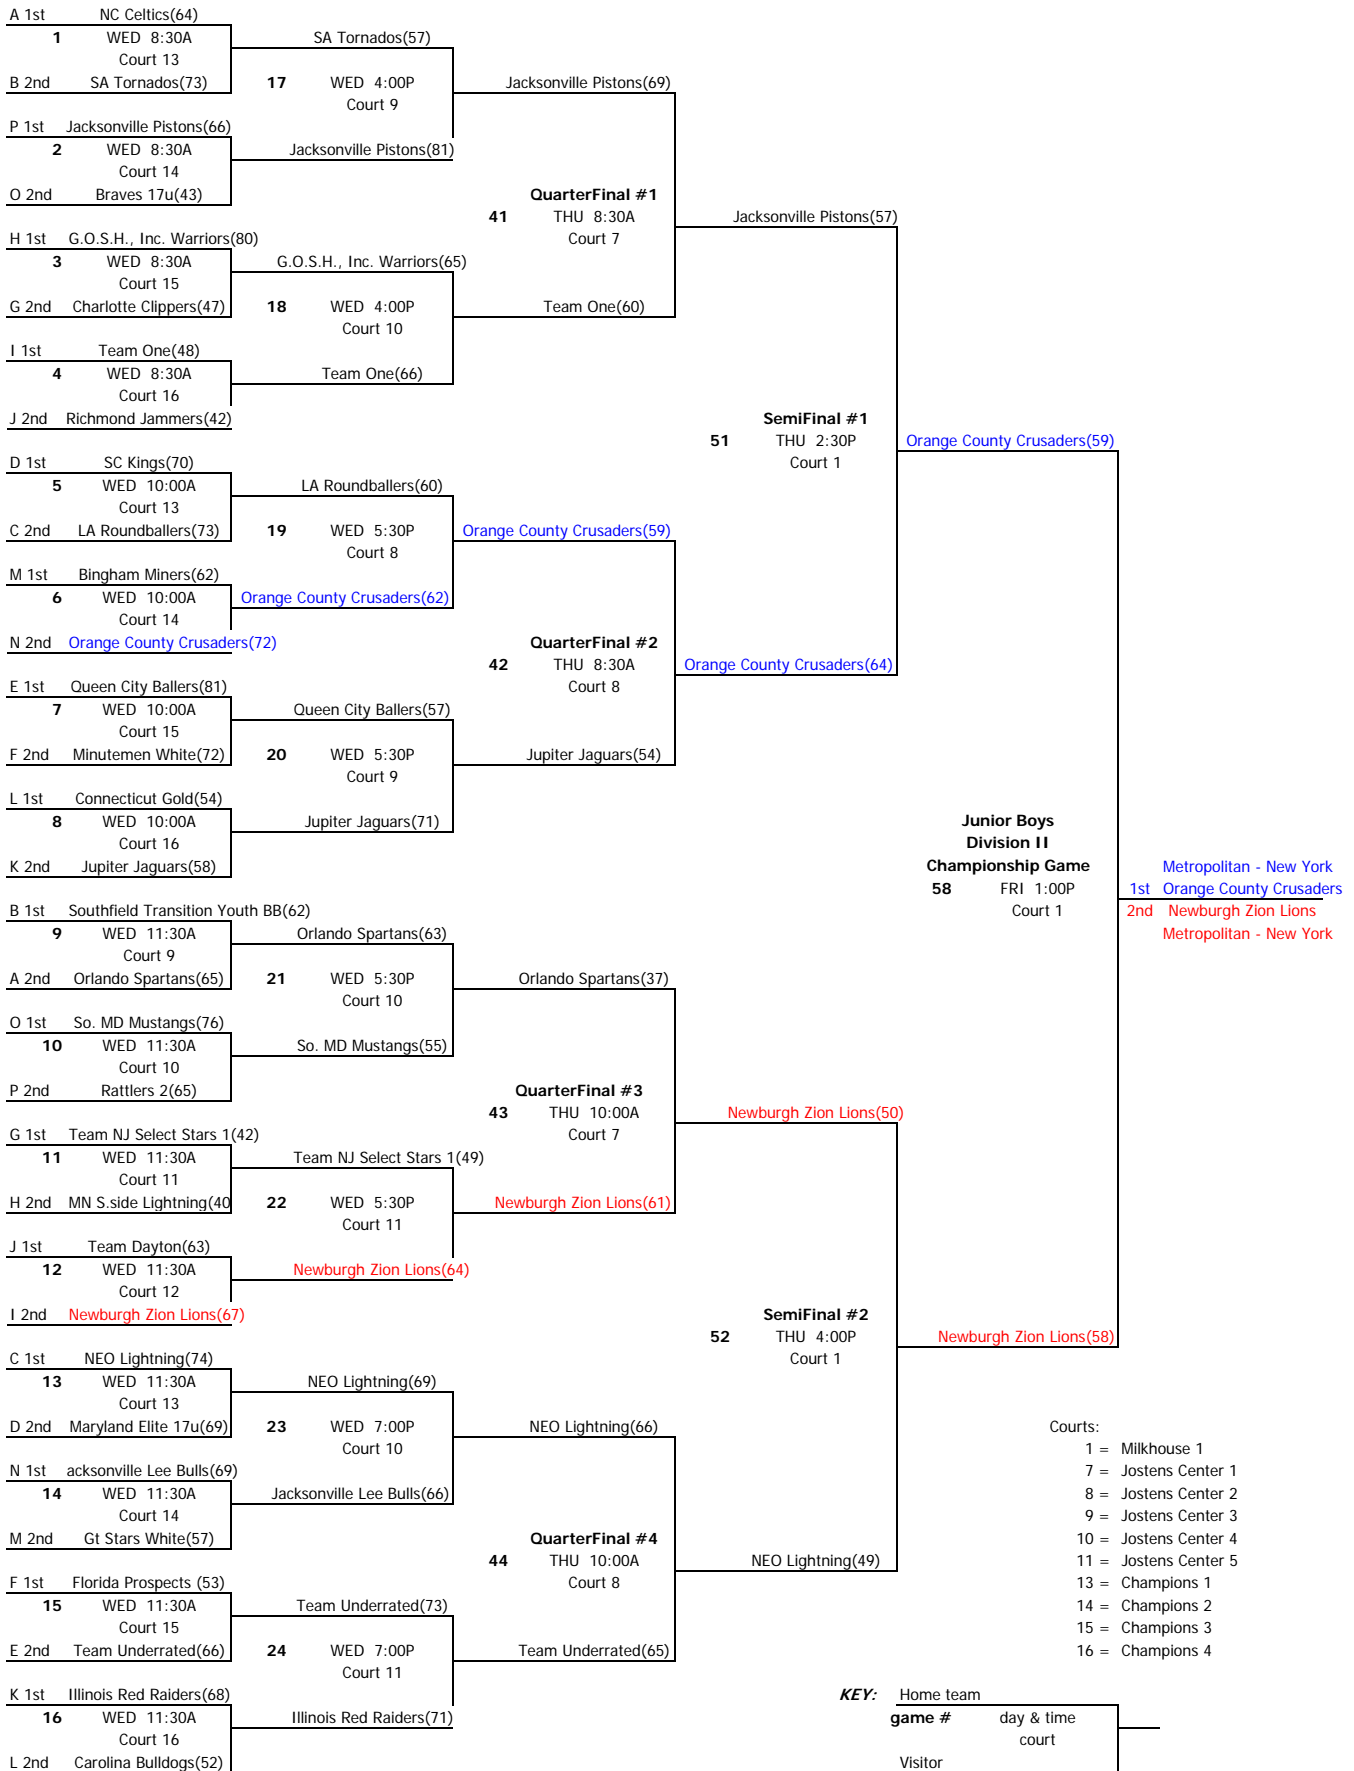 A 1st NC Celtics(64)
1 WED 8:30A
Court 13
B 2nd SA Tornados(73)
SA Tornados(57)
17 WED 4:00P
Court 9
P 1st Jacksonville Pistons(66)
2 WED 8:30A
Court 14
O 2nd Braves 17u(43)
Jacksonville Pistons(81)
Jacksonville Pistons(69)
QuarterFinal #1
41 THU 8:30A
Court 7
H 1st G.O.S.H., Inc. Warriors(80)
3 WED 8:30A
Court 15
G 2nd Charlotte Clippers(47)
G.O.S.H., Inc. Warriors(65)
18 WED 4:00P
Court 10
I 1st Team One(48)
4 WED 8:30A
Court 16
J 2nd Richmond Jammers(42)
Team One(66)
Team One(60)
Jacksonville Pistons(57)
SemiFinal #1
51 THU 2:30P
Court 1
D 1st SC Kings(70)
5 WED 10:00A
Court 13
C 2nd LA Roundballers(73)
LA Roundballers(60)
19 WED 5:30P
Court 8
M 1st Bingham Miners(62)
6 WED 10:00A
Court 14
N 2nd Orange County Crusaders(72)
Orange County Crusaders(62)
Orange County Crusaders(59)
QuarterFinal #2
42 THU 8:30A
Court 8
E 1st Queen City Ballers(81)
7 WED 10:00A
Court 15
F 2nd Minutemen White(72)
Queen City Ballers(57)
20 WED 5:30P
Court 9
L 1st Connecticut Gold(54)
8 WED 10:00A
Court 16
K 2nd Jupiter Jaguars(58)
Jupiter Jaguars(71)
Jupiter Jaguars(54)
Orange County Crusaders(64)
Orange County Crusaders(59)
Junior Boys
Division II
Championship Game
58 FRI 1:00P
Court 1
Metropolitan - New York
1st Orange County Crusaders
2nd Newburgh Zion Lions
Metropolitan - New York
B 1st Southfield Transition Youth BB(62)
9 WED 11:30A
Court 9
A 2nd Orlando Spartans(65)
Orlando Spartans(63)
21 WED 5:30P
Court 10
O 1st So. MD Mustangs(76)
10 WED 11:30A
Court 10
P 2nd Rattlers 2(65)
So. MD Mustangs(55)
Orlando Spartans(37)
QuarterFinal #3
43 THU 10:00A
Court 7
G 1st Team NJ Select Stars 1(42)
11 WED 11:30A
Court 11
H 2nd MN S.side Lightning(40
Team NJ Select Stars 1(49)
22 WED 5:30P
Court 11
J 1st Team Dayton(63)
12 WED 11:30A
Court 12
I 2nd Newburgh Zion Lions(67)
Newburgh Zion Lions(64)
Newburgh Zion Lions(61)
Newburgh Zion Lions(50)
SemiFinal #2
52 THU 4:00P
Court 1
Newburgh Zion Lions(58)
C 1st NEO Lightning(74)
13 WED 11:30A
Court 13
D 2nd Maryland Elite 17u(69)
NEO Lightning(69)
23 WED 7:00P
Court 10
N 1st acksonville Lee Bulls(69)
14 WED 11:30A
Court 14
M 2nd Gt Stars White(57)
Jacksonville Lee Bulls(66)
NEO Lightning(66)
QuarterFinal #4
44 THU 10:00A
Court 8
F 1st Florida Prospects (53)
15 WED 11:30A
Court 15
E 2nd Team Underrated(66)
Team Underrated(73)
24 WED 7:00P
Court 11
K 1st Illinois Red Raiders(68)
16 WED 11:30A
Court 16
L 2nd Carolina Bulldogs(52)
Illinois Red Raiders(71)
Team Underrated(65)
NEO Lightning(49)
Courts:
1 = Milkhouse 1
7 = Jostens Center 1
8 = Jostens Center 2
9 = Jostens Center 3
10 = Jostens Center 4
11 = Jostens Center 5
13 = Champions 1
14 = Champions 2
15 = Champions 3
16 = Champions 4
KEY: Home team
game # day & time
court
Visitor